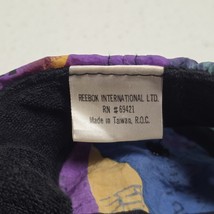 REEBOK INTERNATIONAL LTD.
RN #69421
Made in Taiwan, R.O.C.